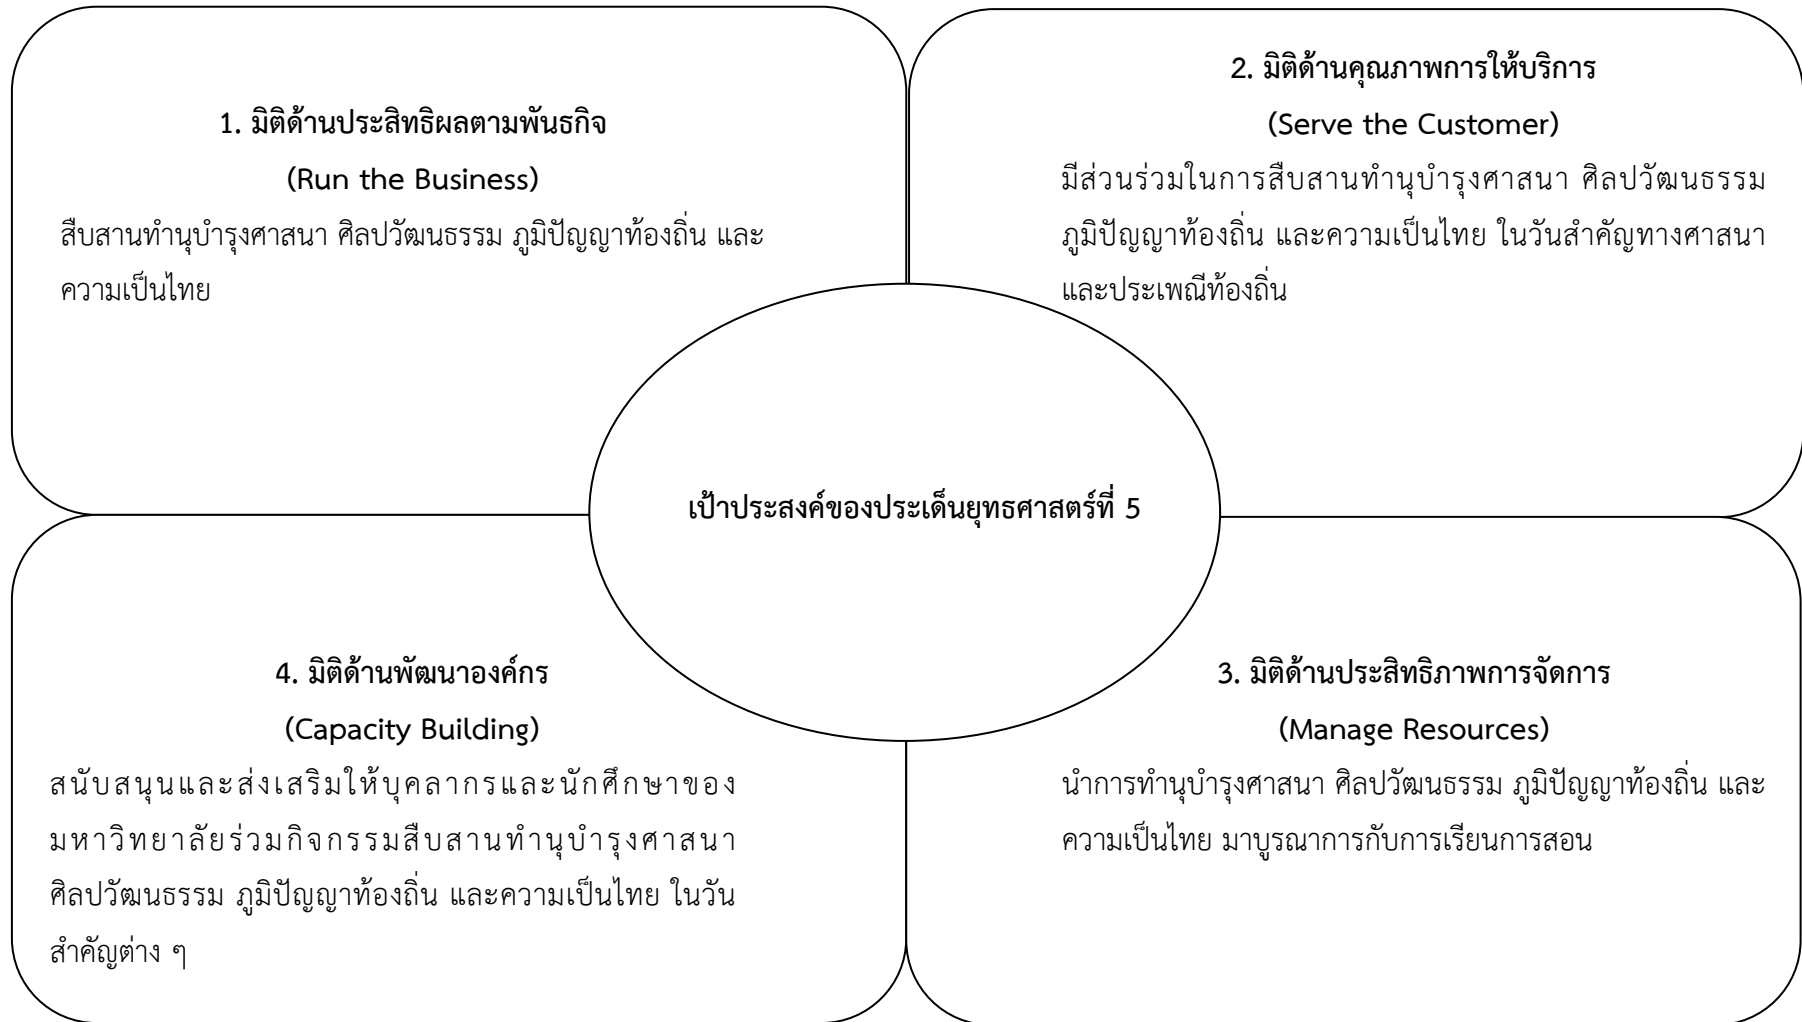 1. มิติด้านประสิทธิผลตามพันธกิจ
(Run the Business)
สืบสานทำนุบำรุงศาสนา ศิลปวัฒนธรรม ภูมิปัญญาท้องถิ่น และ
ความเป็นไทย
2. มิติด้านคุณภาพการให้บริการ
(Serve the Customer)
มีส่วนร่วมในการสืบสานทำนุบำรุงศาสนา ศิลปวัฒนธรรม
ภูมิปัญญาท้องถิ่น และความเป็นไทย ในวันสำคัญทางศาสนา
และประเพณีท้องถิ่น
เป้าประสงค์ของประเด็นยุทธศาสตร์ที่ 5
4. มิติด้านพัฒนาองค์กร
(Capacity Building)
สนับสนุนและส่งเสริมให้บุคลากรและนักศึกษาของ
มหาวิทยาลัยร่วมกิจกรรมสืบสานทำนุบำรุงศาสนา
ศิลปวัฒนธรรม ภูมิปัญญาท้องถิ่น และความเป็นไทย ในวัน
สำคัญต่าง ๆ
3. มิติด้านประสิทธิภาพการจัดการ
(Manage Resources)
นำการทำนุบำรุงศาสนา ศิลปวัฒนธรรม ภูมิปัญญาท้องถิ่น และ
ความเป็นไทย มาบูรณาการกับการเรียนการสอน